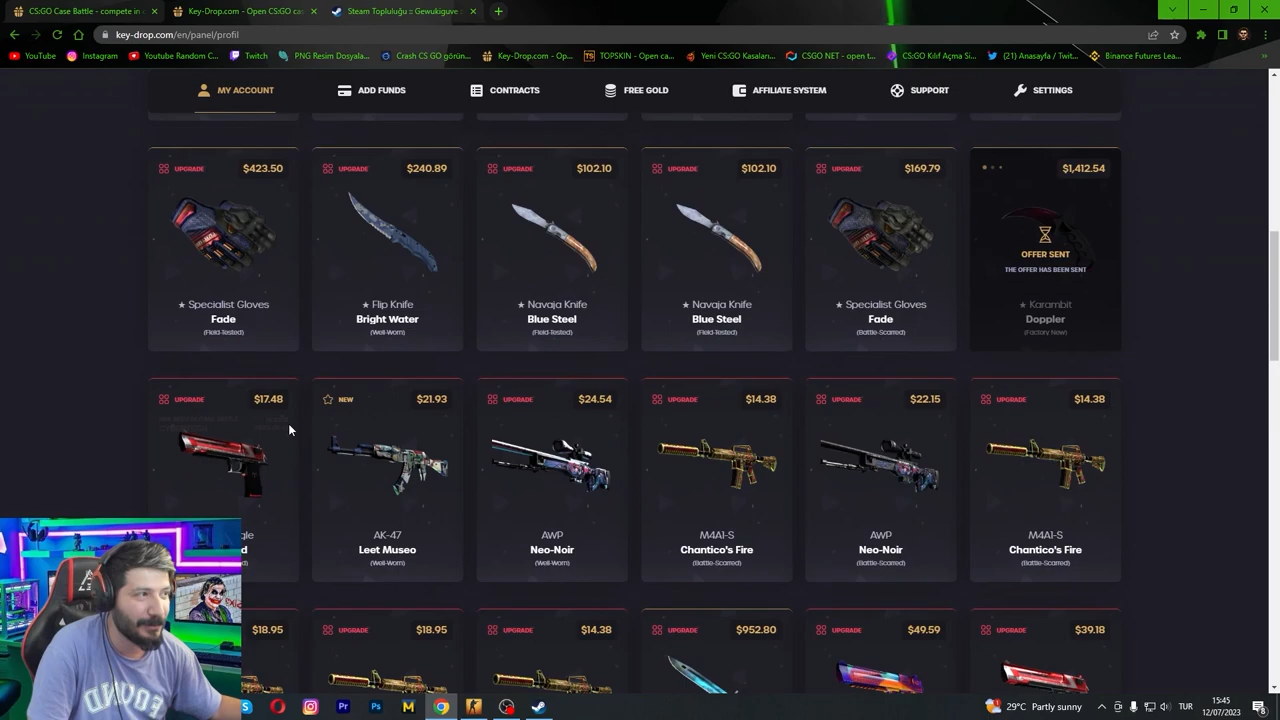 CS:GO Case Battle - compete in
Key-Drop.com - Open CS:GO cas
Steam Topluluğu :: Gewukiguve
key-drop.com/en/panel/profil
YouTube
Instagram
Youtube Random C...
Twitch
PNG Resim Dosyala...
Crash CS GO görün...
Key-Drop.com - Op...
TOPSKIN - Open ca...
Yeni CS:GO Kasaları...
CSGO NET - open t...
CS:GO Kılıf Açma Si...
(21) Anasayfa / Twit...
Binance Futures Lea...
MY ACCOUNT
ADD FUNDS
CONTRACTS
FREE GOLD
AFFILIATE SYSTEM
SUPPORT
SETTINGS
UPGRADE $423.50
UPGRADE $240.89
UPGRADE $102.10
UPGRADE $102.10
UPGRADE $169.79
$1,412.54
OFFER SENT
THE OFFER HAS BEEN SENT
★ Specialist Gloves
Fade
(Field-Tested)
★ Flip Knife
Bright Water
(Well-Worn)
★ Navaja Knife
Blue Steel
(Field-Tested)
★ Navaja Knife
Blue Steel
(Field-Tested)
★ Specialist Gloves
Fade
(Battle-Scarred)
★ Karambit
Doppler
(Factory New)
UPGRADE $17.48
NEW $21.93
UPGRADE $24.54
UPGRADE $14.38
UPGRADE $22.15
UPGRADE $14.38
AK-47
Leet Museo
(Well-Worn)
AWP
Neo-Noir
(Well-Worn)
M4A1-S
Chantico's Fire
(Battle-Scarred)
AWP
Neo-Noir
(Battle-Scarred)
M4A1-S
Chantico's Fire
(Battle-Scarred)
$18.95
UPGRADE $18.95
UPGRADE $14.38
UPGRADE $952.80
UPGRADE $49.59
UPGRADE $39.18
29°C Partly sunny
TUR
15:45
12/07/2023
8